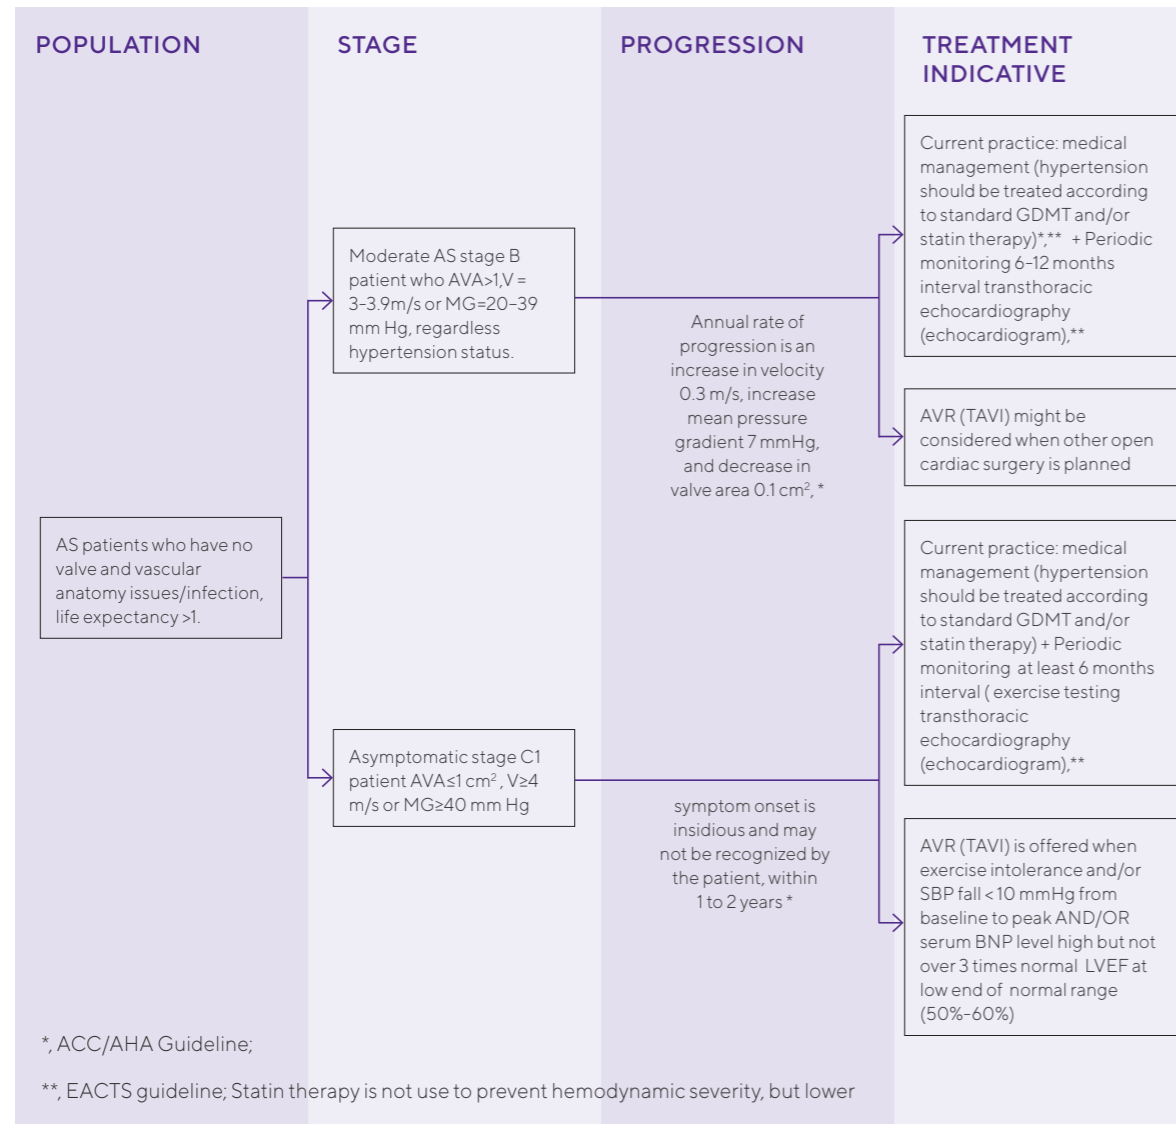 POPULATION
STAGE
PROGRESSION
TREATMENT
INDICATIVE
AS patients who have no
valve and vascular
anatomy issues/infection,
life expectancy >1.
Moderate AS stage B
patient who AVA>1,V =
3-3.9m/s or MG=20-39
mm Hg, regardless
hypertension status.
Annual rate of
progression is an
increase in velocity
0.3 m/s, increase
mean pressure
gradient 7 mmHg,
and decrease in
valve area 0.1 cm², *
Current practice: medical
management (hypertension
should be treated according
to standard GDMT and/or
statin therapy)*,** + Periodic
monitoring 6-12 months
interval transthoracic
echocardiography
(echocardiogram),**
AVR (TAVI) might be
considered when other open
cardiac surgery is planned
Asymptomatic stage C1
patient AVA≤1 cm² , V≥4
m/s or MG≥40 mm Hg
symptom onset is
insidious and may
not be recognized by
the patient, within
1 to 2 years *
Current practice: medical
management (hypertension
should be treated according
to standard GDMT and/or
statin therapy) + Periodic
monitoring at least 6 months
interval ( exercise testing
transthoracic
echocardiography
(echocardiogram),**
AVR (TAVI) is offered when
exercise intolerance and/or
SBP fall < 10 mmHg from
baseline to peak AND/OR
serum BNP level high but not
over 3 times normal LVEF at
low end of normal range
(50%-60%)
*, ACC/AHA Guideline;
**, EACTS guideline; Statin therapy is not use to prevent hemodynamic severity, but lower